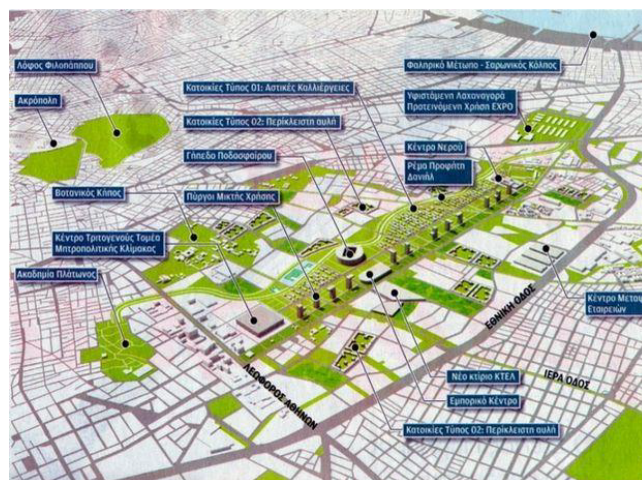 Λόφος Φιλοπάππου
Ακρόπολη
Κατοικίες Τύπος 01: Αστικές Καλλιέργειες
Κατοικίες Τύπος 02: Περίκλειστη αυλή
Γήπεδο Ποδοσφαίρου
Φαληρικό Μέτωπο - Σαρωνικός Κόλπος
Υφιστάμενη Λαχαναγορά
Προτεινόμενη Χρήση EXPO
Κέντρο Νερού
Ρέμα Προφήτη
Δανιήλ
Βοτανικός Κήπος
Πύργοι Μικτής Χρήσης
Κέντρο Τριτογενούς Τομέα
Μητροπολιτικής Κλίμακας
Ακαδημία Πλάτωνος
Κέντρο Μετα
Εταιρειών
ΕΘΝΙΚΗ ΟΔΟΣ
ΙΕΡΑ ΟΔΟΣ
ΛΕΩΦΟΡΟΣ ΑΘΗΝΩΝ
Νέο κτίριο ΚΤΕΛ
Εμπορικό Κέντρο
Κατοικίες Τύπος 02: Περίκλειστη αυλή